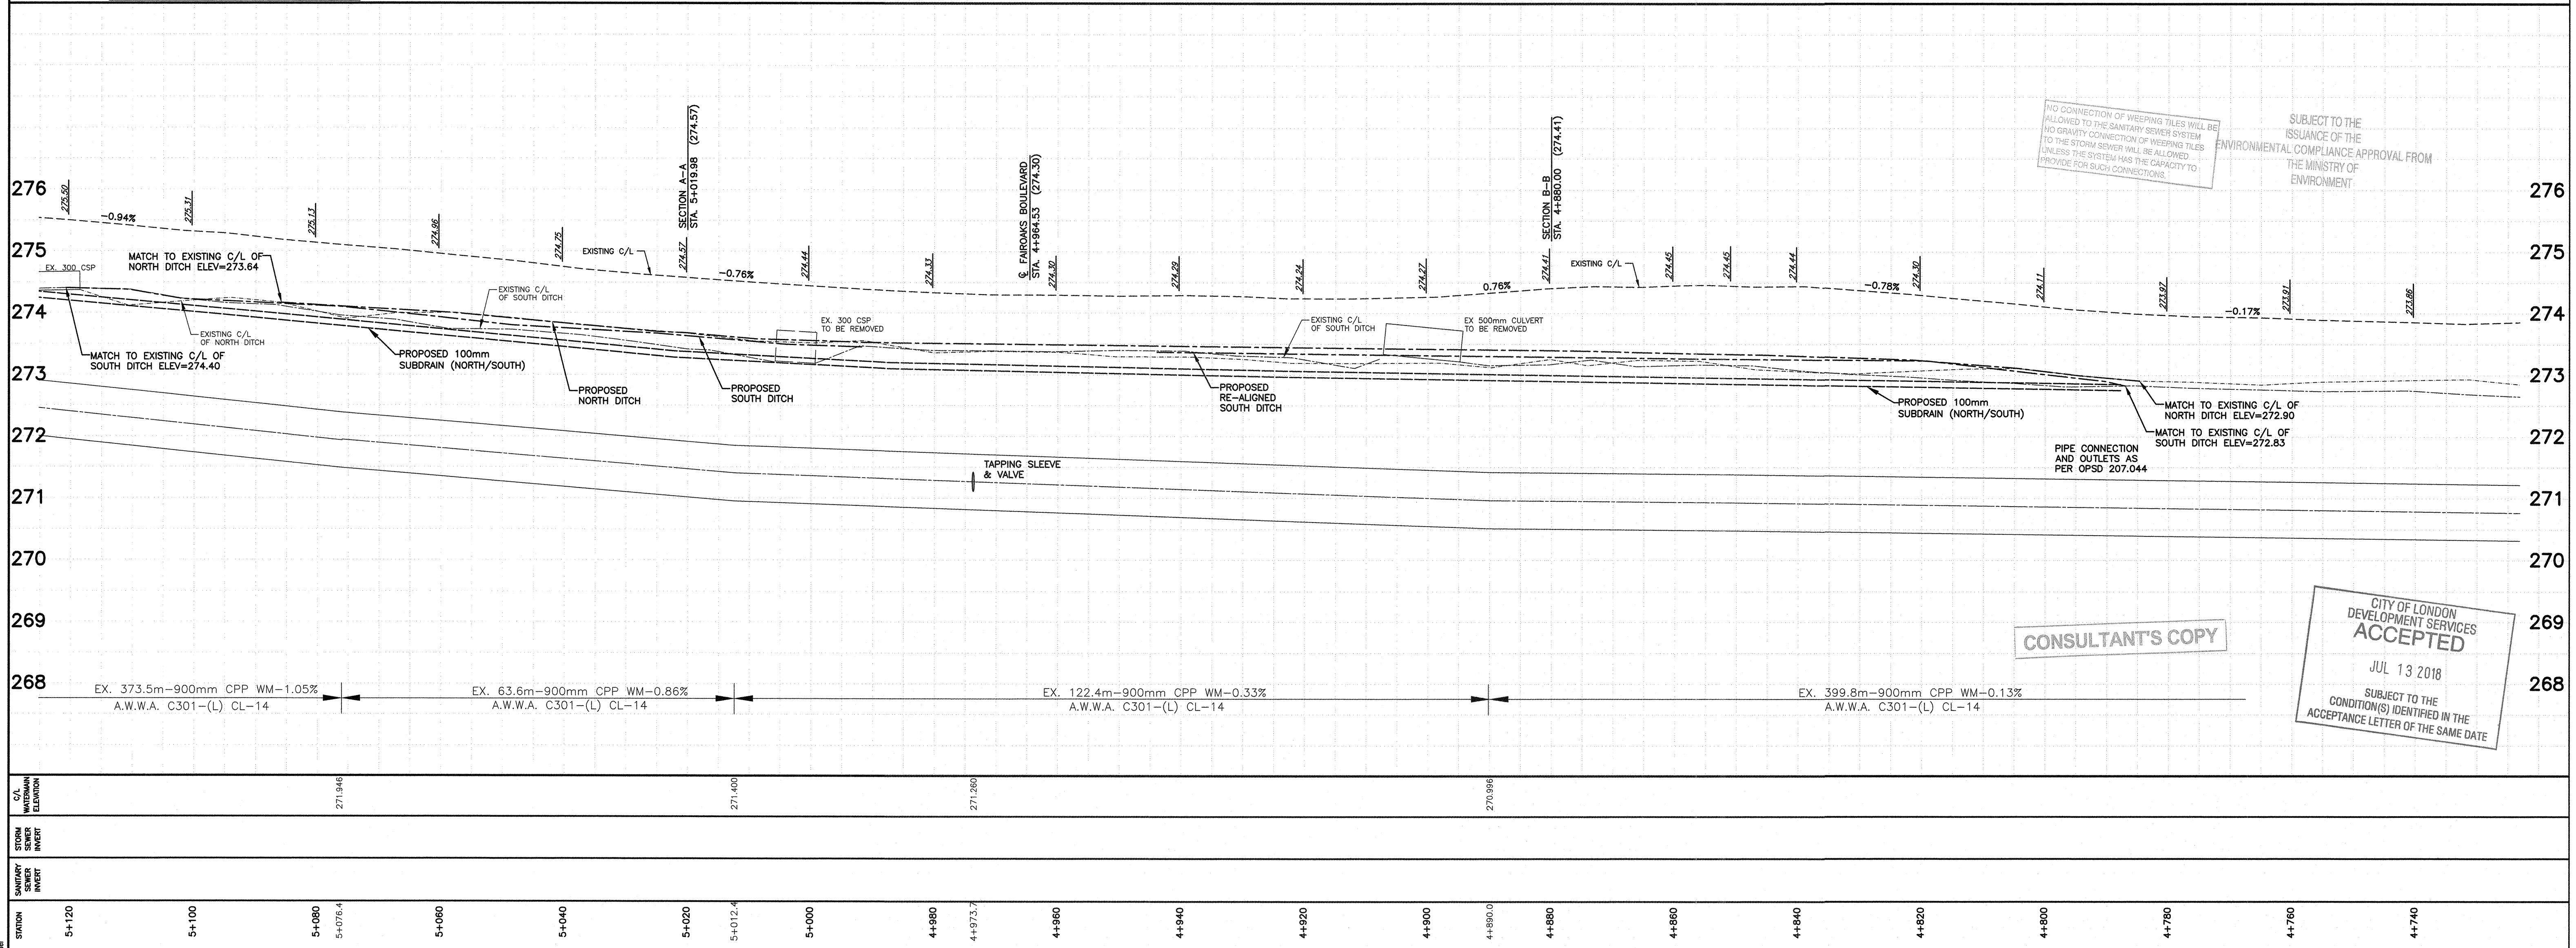 NO CONNECTION OF WEEPING TILES WILL BE
ALLOWED TO THE SANITARY SEWER SYSTEM
NO GRAVITY CONNECTION OF WEEPING TILES
TO THE STORM SEWER WILL BE ALLOWED
UNLESS THE SYSTEM HAS THE CAPACITY TO
PROVIDE FOR SUCH CONNECTIONS.
SUBJECT TO THE
ISSUANCE OF THE
ENVIRONMENTAL COMPLIANCE APPROVAL FROM
THE MINISTRY OF
ENVIRONMENT
276
275
274
273
272
271
270
269
268
276
275
274
273
272
271
270
269
268
275.50
-0.94%
275.31
275.13
274.96
274.75
EXISTING C/L
274.57
SECTION A-A
STA. 5+019.98 (274.57)
-0.76%
274.44
274.33
℄ FAIROAKS BOULEVARD
STA. 4+964.53 (274.30)
274.30
274.29
274.24
274.27
0.76%
274.41
SECTION B-B
STA. 4+880.00 (274.41)
EXISTING C/L
274.45
274.45
274.44
-0.78%
274.30
274.11
273.97
-0.17%
273.91
273.86
EX. 300 CSP
MATCH TO EXISTING C/L OF
NORTH DITCH ELEV=273.64
EXISTING C/L
OF NORTH DITCH
MATCH TO EXISTING C/L OF
SOUTH DITCH ELEV=274.40
PROPOSED 100mm
SUBDRAIN (NORTH/SOUTH)
EXISTING C/L
OF SOUTH DITCH
PROPOSED
NORTH DITCH
PROPOSED
SOUTH DITCH
EX. 300 CSP
TO BE REMOVED
TAPPING SLEEVE
& VALVE
PROPOSED
RE-ALIGNED
SOUTH DITCH
EXISTING C/L
OF SOUTH DITCH
EX 500mm CULVERT
TO BE REMOVED
PROPOSED 100mm
SUBDRAIN (NORTH/SOUTH)
MATCH TO EXISTING C/L OF
NORTH DITCH ELEV=272.90
MATCH TO EXISTING C/L OF
SOUTH DITCH ELEV=272.83
PIPE CONNECTION
AND OUTLETS AS
PER OPSD 207.044
CONSULTANT'S COPY
CITY OF LONDON
DEVELOPMENT SERVICES
ACCEPTED
JUL 13 2018
SUBJECT TO THE
CONDITION(S) IDENTIFIED IN THE
ACCEPTANCE LETTER OF THE SAME DATE
EX. 373.5m-900mm CPP WM-1.05%
A.W.W.A. C301-(L) CL-14
EX. 63.6m-900mm CPP WM-0.86%
A.W.W.A. C301-(L) CL-14
EX. 122.4m-900mm CPP WM-0.33%
A.W.W.A. C301-(L) CL-14
EX. 399.8m-900mm CPP WM-0.13%
A.W.W.A. C301-(L) CL-14
C/L
WATERMAIN
ELEVATION
271.946
271.400
271.260
270.996
STORM
SEWER
INVERT
SANITARY
SEWER
INVERT
STATION
5+120
5+100
5+080
5+076.4
5+060
5+040
5+020
5+012.4
5+000
4+980
4+973.7
4+960
4+940
4+920
4+900
4+890.0
4+880
4+860
4+840
4+820
4+800
4+780
4+760
4+740